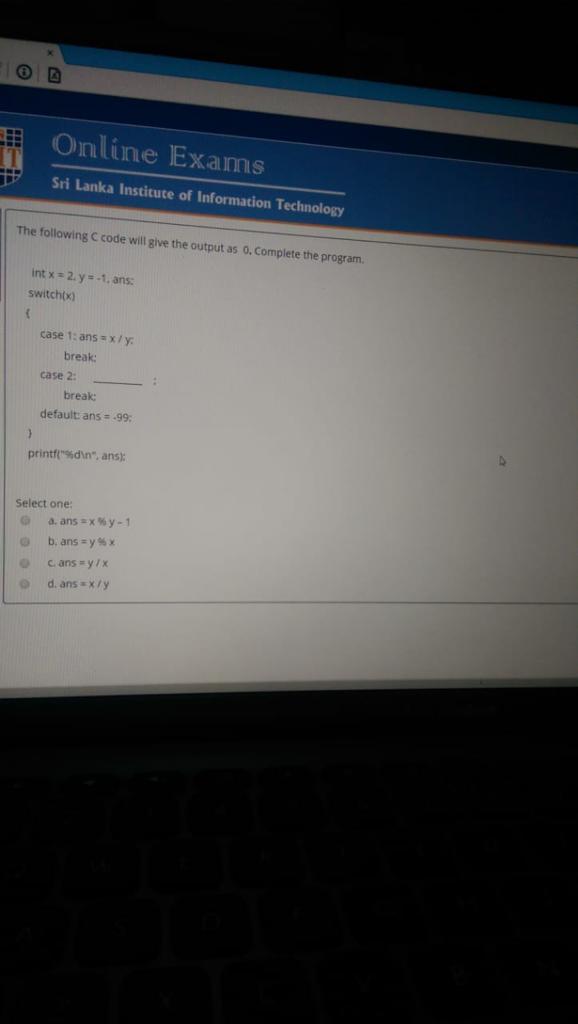 Online Exams
Sri Lanka Institute of Information Technology
The following C code will give the output as 0. Complete the program.
int x = 2, y = -1, ans;
switch(x)
{
case 1: ans = x / y;
break;
case 2: ______ ;
break;
default: ans = -99;
}
printf("%d\n", ans);
Select one:
a. ans = x % y - 1
b. ans = y % x
c. ans = y / x
d. ans = x / y